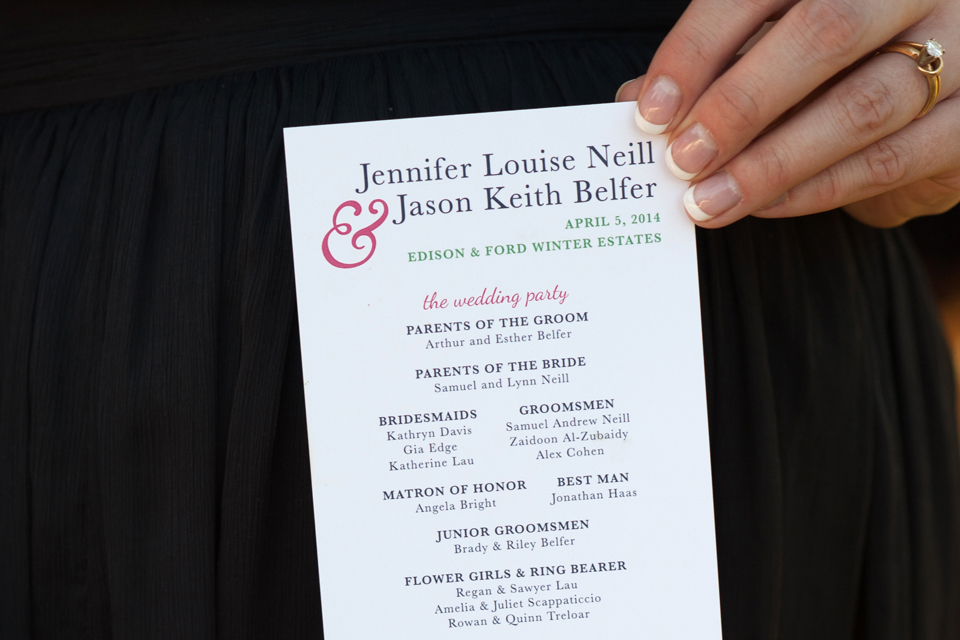 Jennifer Louise Neill
& Jason Keith Belfer
APRIL 5, 2014
EDISON & FORD WINTER ESTATES
the wedding party
PARENTS OF THE GROOM
Arthur and Esther Belfer
PARENTS OF THE BRIDE
Samuel and Lynn Neill
BRIDESMAIDS
Kathryn Davis
Gia Edge
Katherine Lau
GROOMSMEN
Samuel Andrew Neill
Zaidoon Al-Zubaidy
Alex Cohen
MATRON OF HONOR
Angela Bright
BEST MAN
Jonathan Haas
JUNIOR GROOMSMEN
Brady & Riley Belfer
FLOWER GIRLS & RING BEARER
Regan & Sawyer Lau
Amelia & Juliet Scappaticcio
Rowan & Quinn Treloar